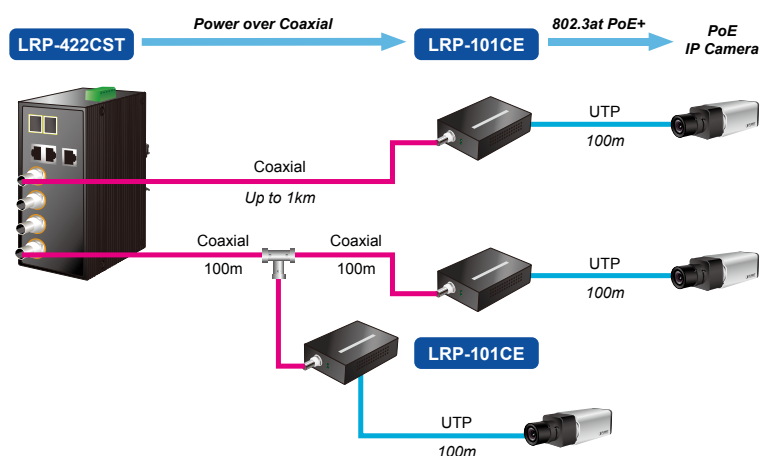 LRP-422CST
Power over Coaxial
LRP-101CE
802.3at PoE+
PoE
IP Camera
Coaxial
Up to 1km
UTP
100m
Coaxial
100m
Coaxial
100m
UTP
100m
LRP-101CE
UTP
100m